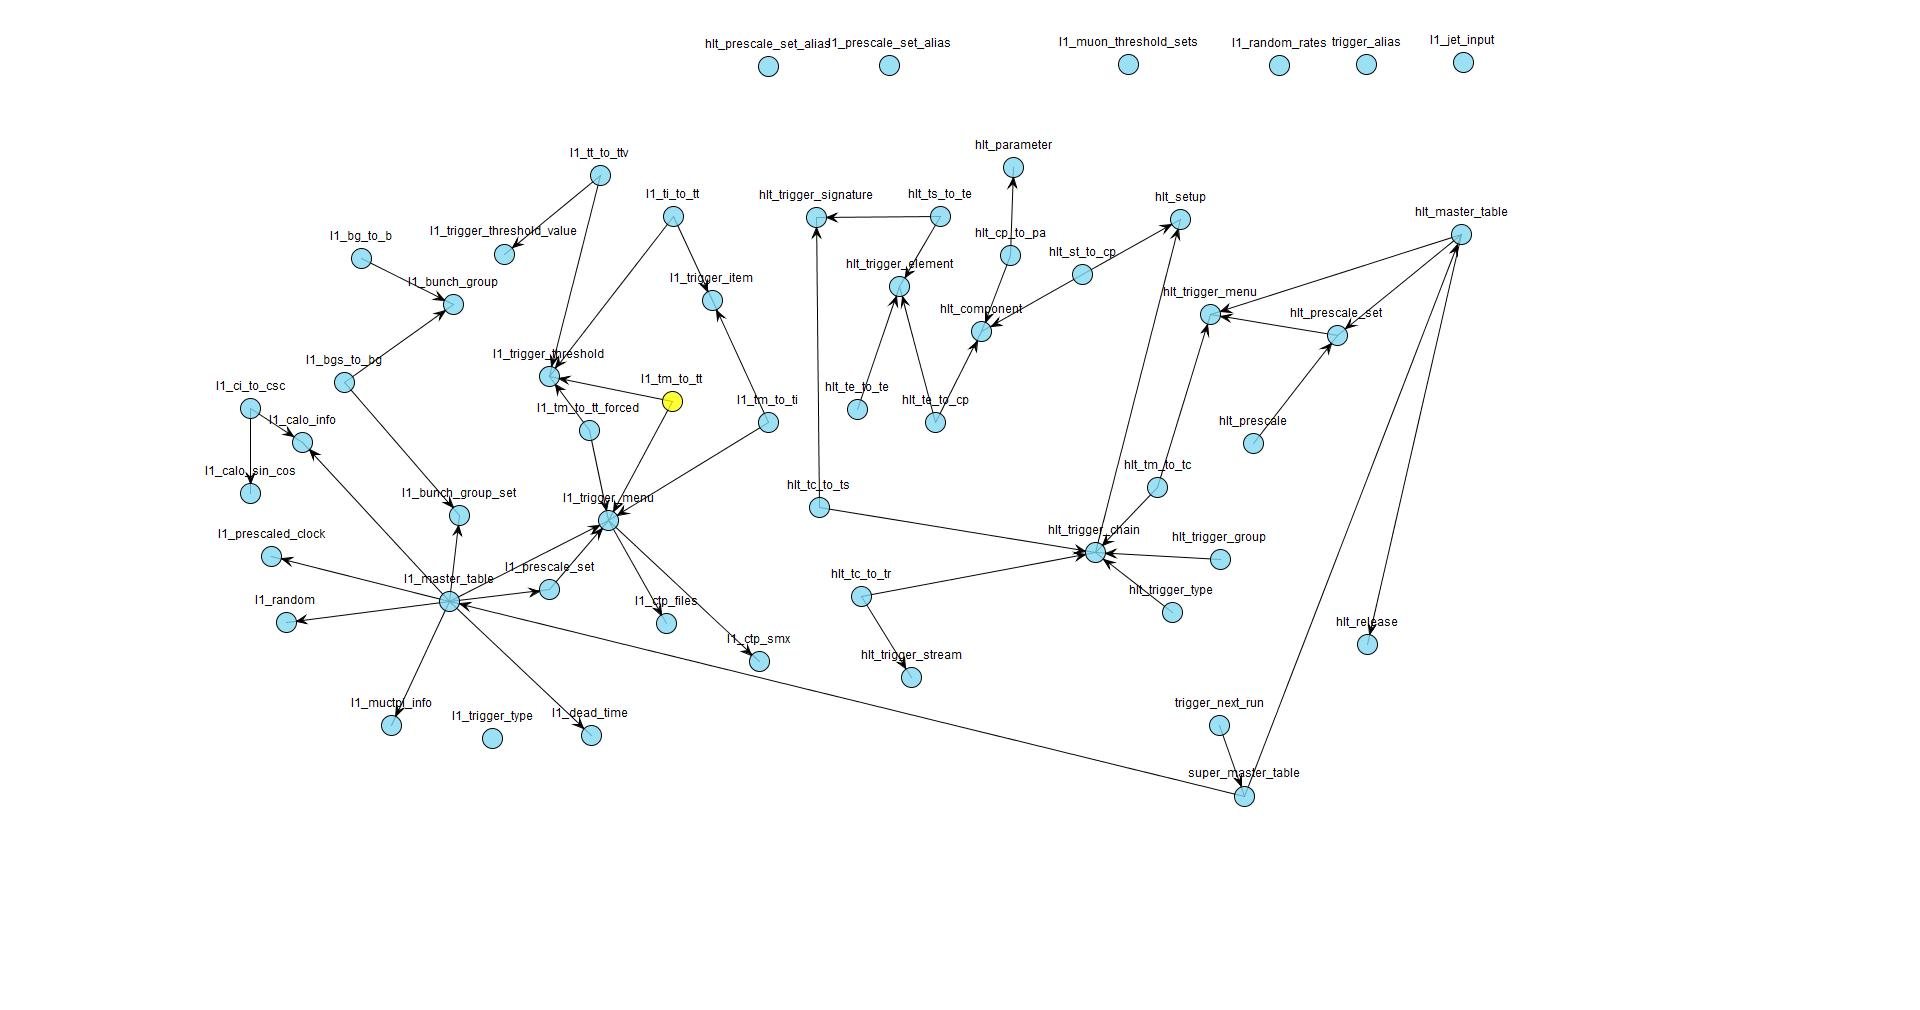 hlt_prescale_set_alias
l1_prescale_set_alias
l1_muon_threshold_sets
l1_random_rates
trigger_alias
l1_jet_input
l1_tt_to_ttv
hlt_parameter
l1_ti_to_tt
hlt_trigger_signature
hlt_ts_to_te
hlt_setup
hlt_master_table
l1_bg_to_b
l1_trigger_threshold_value
hlt_cp_to_pa
hlt_st_to_cp
hlt_trigger_element
l1_bunch_group
l1_trigger_item
hlt_trigger_menu
hlt_component
hlt_prescale_set
l1_bgs_to_bg
l1_trigger_threshold
l1_ci_to_csc
l1_tm_to_tt
hlt_te_to_te
l1_tm_to_ti
hlt_te_to_cp
l1_tm_to_tt_forced
l1_calo_info
hlt_prescale
l1_calo_sin_cos
hlt_tm_to_tc
l1_bunch_group_set
l1_trigger_menu
hlt_tc_to_ts
l1_prescaled_clock
hlt_trigger_chain
hlt_trigger_group
l1_master_table
l1_prescale_set
hlt_tc_to_tr
l1_random
l1_ctp_files
hlt_trigger_type
hlt_release
l1_ctp_smx
hlt_trigger_stream
l1_muctpi_info
l1_trigger_type
l1_dead_time
trigger_next_run
super_master_table